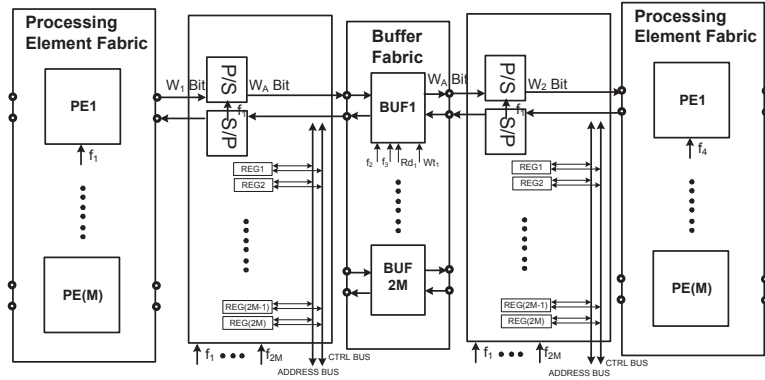 Processing
Element Fabric
PE1
f1
PE(M)
W1 Bit
P/S
WA Bit
f1
S/P
REG1
REG2
REG(2M-1)
REG(2M)
f1
f2M
CTRL BUS
ADDRESS BUS
Buffer
Fabric
BUF1
f2
f3
Rd1
Wt1
BUF
2M
WA Bit
P/S
W2 Bit
f1
S/P
REG1
REG2
REG(2M-1)
REG(2M)
f1
f2M
CTRL BUS
ADDRESS BUS
Processing
Element Fabric
PE1
f4
PE(M)